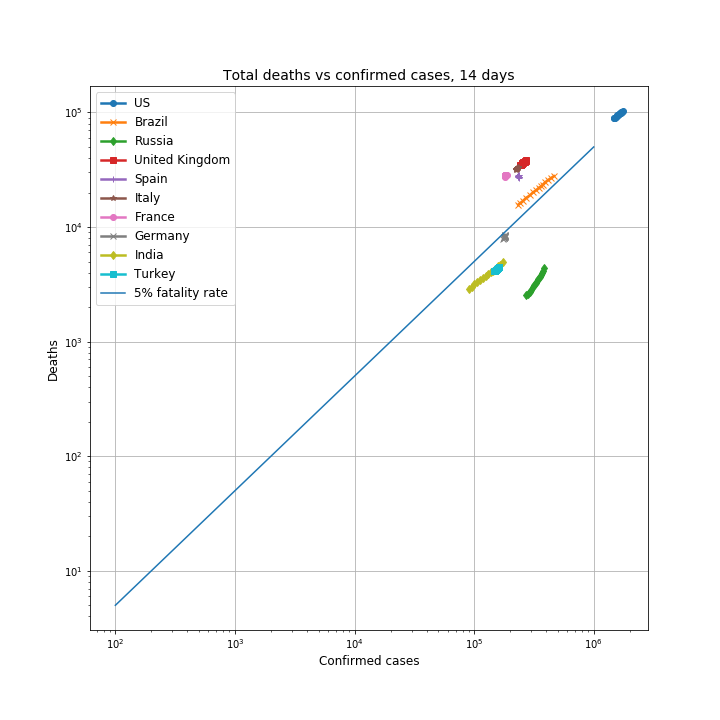 Total deaths vs confirmed cases, 14 days
US
Brazil
Russia
United Kingdom
Spain
Italy
France
Germany
India
Turkey
5% fatality rate
Deaths
10⁵
10⁴
10³
10²
10¹
10² 10³ 10⁴ 10⁵ 10⁶
Confirmed cases